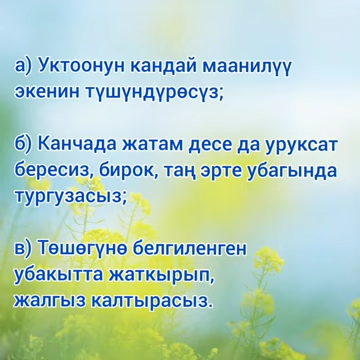 а) Уктоонун кандай маанилүү
экенин түшүндүрөсүз;
б) Канчада жатам десе да уруксат
бересиз, бирок, таң эрте убагында
тургузасыз;
в) Төшөгүнө белгиленген
убакытта жаткырып,
жалгыз калтырасыз.